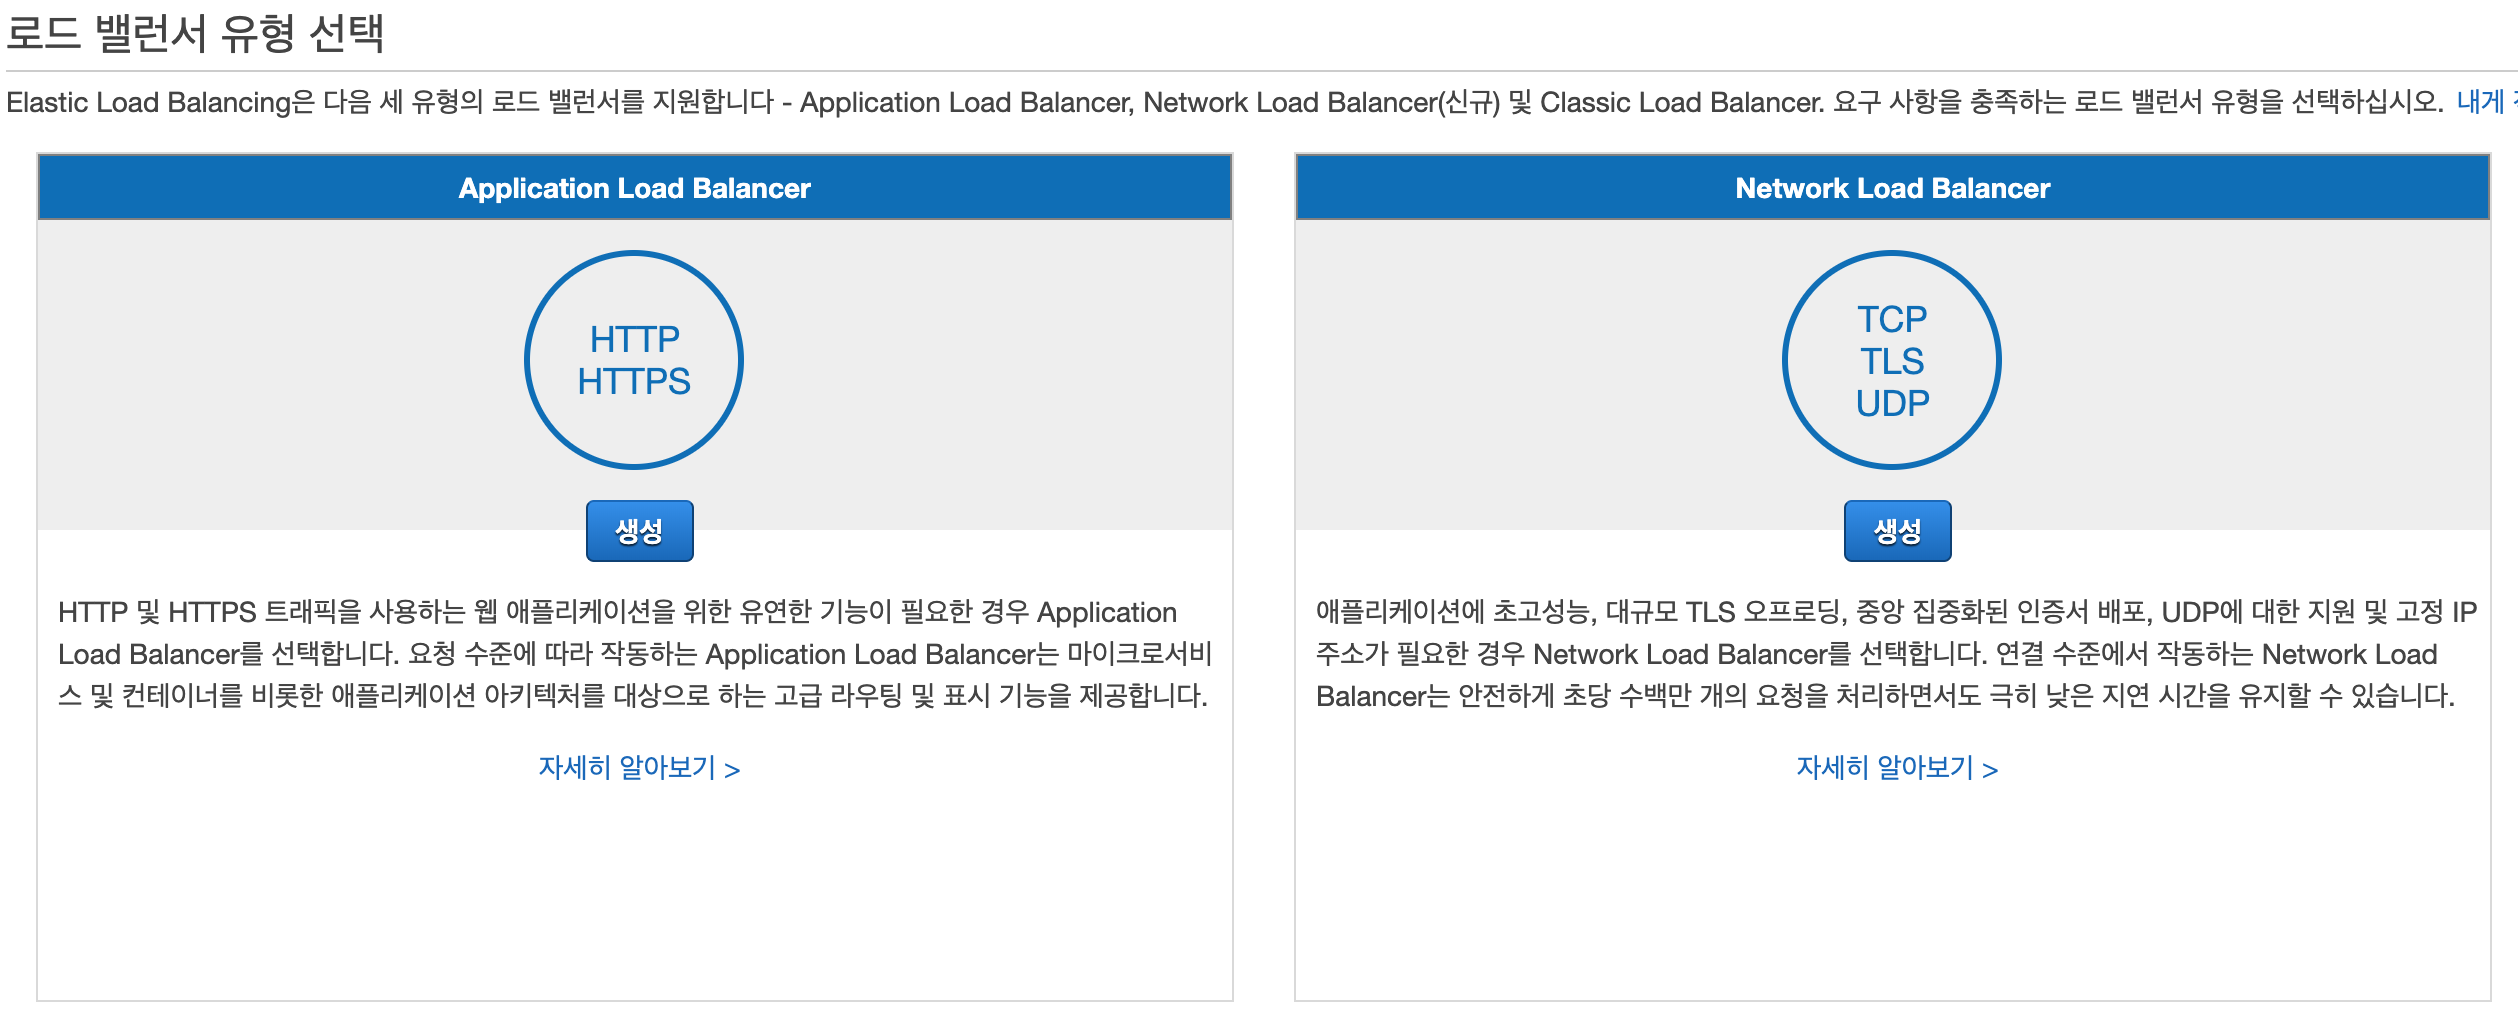 로드 밸런서 유형 선택
Elastic Load Balancing은 다음 세 유형의 로드 밸런서를 지원합니다 - Application Load Balancer, Network Load Balancer(신규) 및 Classic Load Balancer. 요구 사항을 충족하는 로드 밸런서 유형을 선택하십시오. 내게
Application Load Balancer
HTTP
HTTPS
생성
HTTP 및 HTTPS 트래픽을 사용하는 웹 애플리케이션을 위한 유연한 기능이 필요한 경우 Application
Load Balancer를 선택합니다. 요청 수준에 따라 작동하는 Application Load Balancer는 마이크로서비
스 및 컨테이너를 비롯한 애플리케이션 아키텍처를 대상으로 하는 고급 라우팅 및 표시 기능을 제공합니다.
자세히 알아보기 >
Network Load Balancer
TCP
TLS
UDP
생성
애플리케이션에 초고성능, 대규모 TLS 오프로딩, 중앙 집중화된 인증서 배포, UDP에 대한 지원 및 고정 IP
주소가 필요한 경우 Network Load Balancer를 선택합니다. 연결 수준에서 작동하는 Network Load
Balancer는 안전하게 초당 수백만 개의 요청을 처리하면서도 극히 낮은 지연 시간을 유지할 수 있습니다.
자세히 알아보기 >